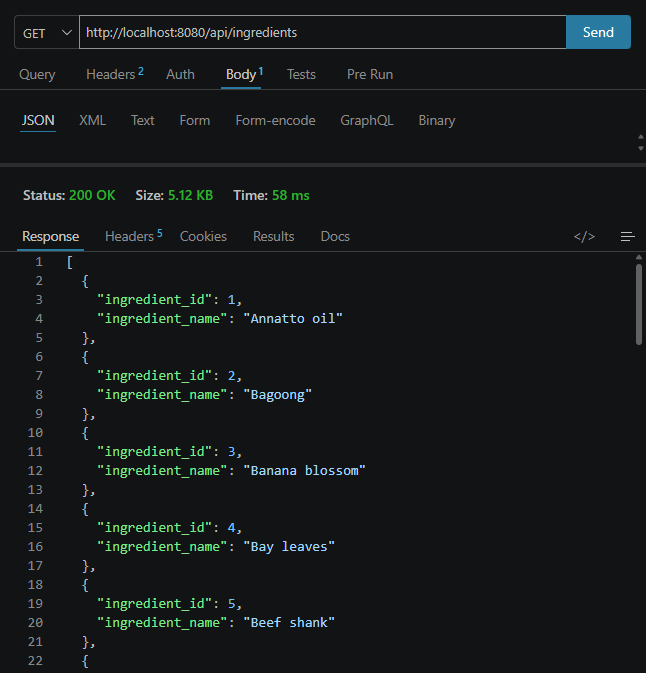 GET http://localhost:8080/api/ingredients Send
Query Headers 2 Auth Body 1 Tests Pre Run
JSON XML Text Form Form-encode GraphQL Binary
Status: 200 OK Size: 5.12 KB Time: 58 ms
Response Headers 5 Cookies Results Docs </>
1 [
2 {
3 "ingredient_id": 1,
4 "ingredient_name": "Annatto oil"
5 },
6 {
7 "ingredient_id": 2,
8 "ingredient_name": "Bagoong"
9 },
10 {
11 "ingredient_id": 3,
12 "ingredient_name": "Banana blossom"
13 },
14 {
15 "ingredient_id": 4,
16 "ingredient_name": "Bay leaves"
17 },
18 {
19 "ingredient_id": 5,
20 "ingredient_name": "Beef shank"
21 },
22 {